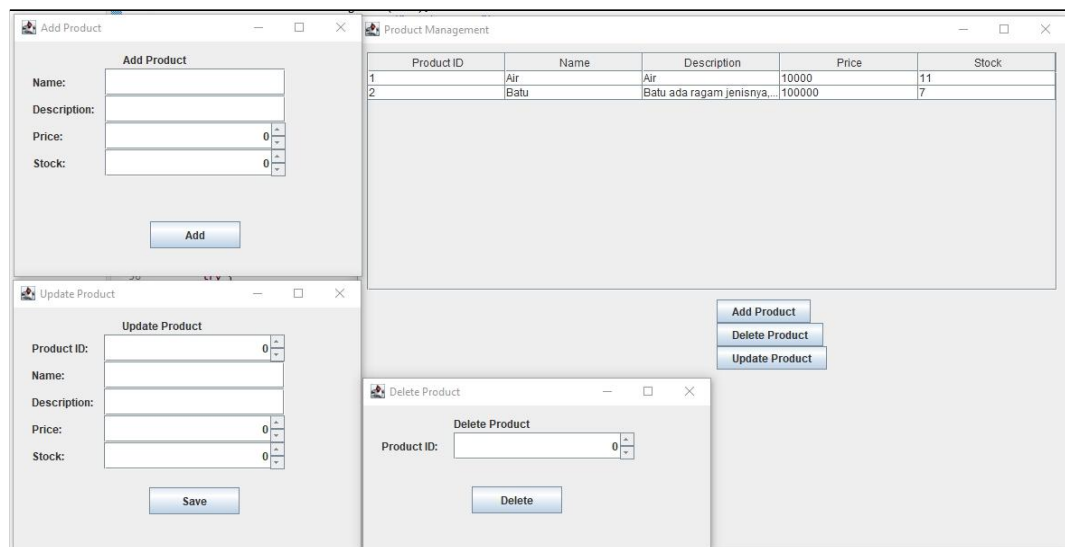 Add Product
Add Product
Name:
Description:
Price: 0
Stock: 0
Add
Product Management
Product ID Name Description Price Stock
1 Air Air 10000 11
2 Batu Batu ada ragam jenisnya,... 100000 7
Add Product
Delete Product
Update Product
Update Product
Update Product
Product ID: 0
Name:
Description:
Price: 0
Stock: 0
Save
Delete Product
Delete Product
Product ID: 0
Delete